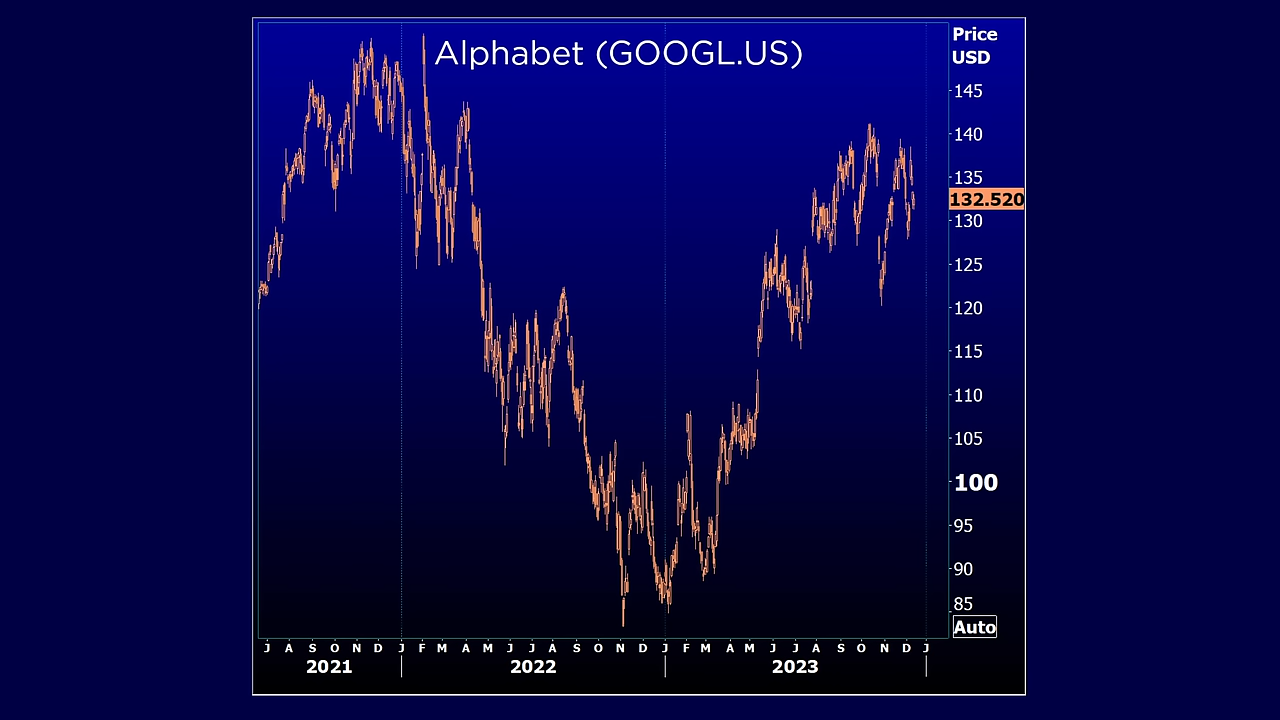 Alphabet (GOOGL.US)
Price
USD
145
140
135
132.520
130
125
120
115
110
105
100
95
90
85
Auto
J A S O N D J F M A M J J A S O N D J F M A M J J A S O N D J
2021 2022 2023